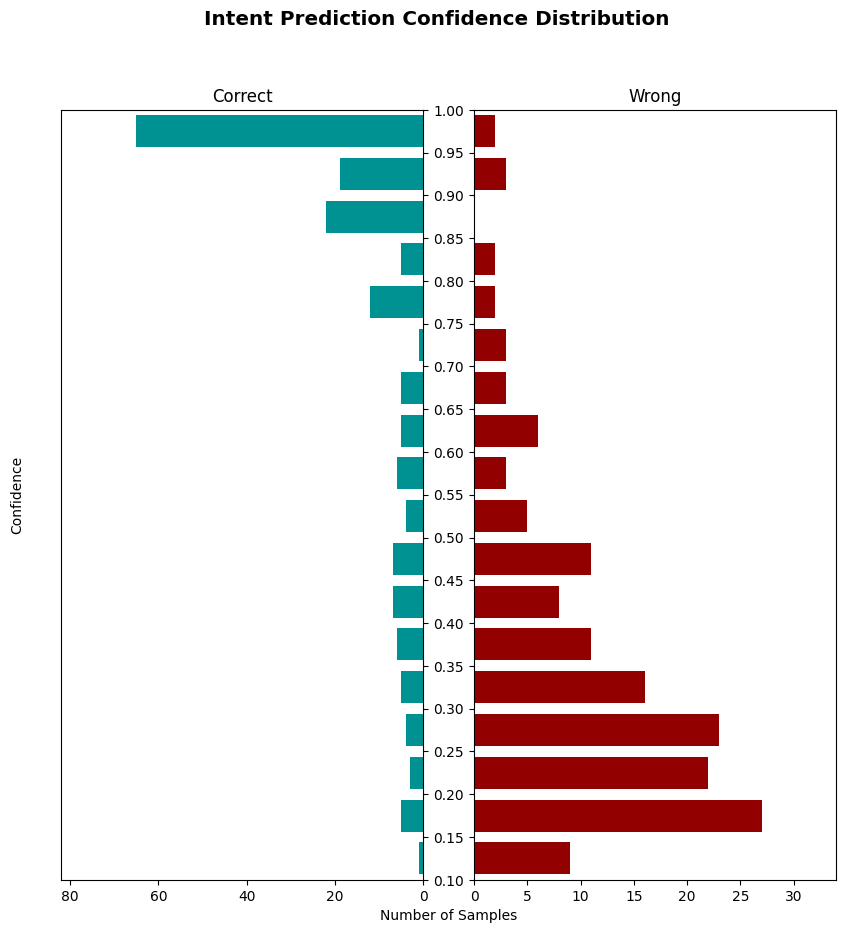 Intent Prediction Confidence Distribution
Correct
Wrong
1.00
0.95
0.90
0.85
0.80
0.75
0.70
0.65
0.60
0.55
0.50
0.45
0.40
0.35
0.30
0.25
0.20
0.15
0.10
Confidence
80 60 40 20 0
0 5 10 15 20 25 30
Number of Samples